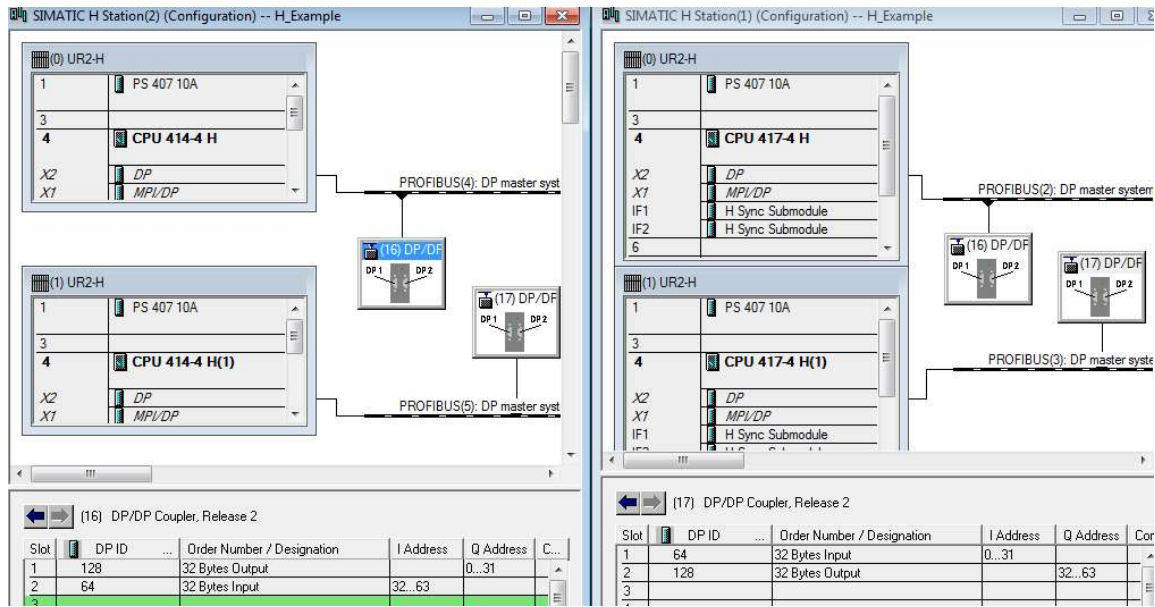 SIMATIC H Station(2) (Configuration) -- H_Example
(0) UR2-H
1 PS 407 10A
3
4 CPU 414-4 H
X2 DP
X1 MPI/DP
PROFIBUS(4): DP master syst
(16) DP/DP
DP 1 DP 2
(17) DP/DP
DP 1 DP 2
(1) UR2-H
1 PS 407 10A
3
4 CPU 414-4 H(1)
X2 DP
X1 MPI/DP
PROFIBUS(5): DP master syst
(16) DP/DP Coupler, Release 2
Slot DP ID ... Order Number / Designation I Address Q Address C...
1 128 32 Bytes Output 0...31
2 64 32 Bytes Input 32...63
3
SIMATIC H Station(1) (Configuration) -- H_Example
(0) UR2-H
1 PS 407 10A
3
4 CPU 417-4 H
X2 DP
X1 MPI/DP
IF1 H Sync Submodule
IF2 H Sync Submodule
6
PROFIBUS(2): DP master system
(16) DP/DP
DP 1 DP 2
(17) DP/DP
DP 1 DP 2
(1) UR2-H
1 PS 407 10A
3
4 CPU 417-4 H(1)
X2 DP
X1 MPI/DP
IF1 H Sync Submodule
PROFIBUS(3): DP master syste
(17) DP/DP Coupler, Release 2
Slot DP ID ... Order Number / Designation I Address Q Address Con
1 64 32 Bytes Input 0...31
2 128 32 Bytes Output 32...63
3